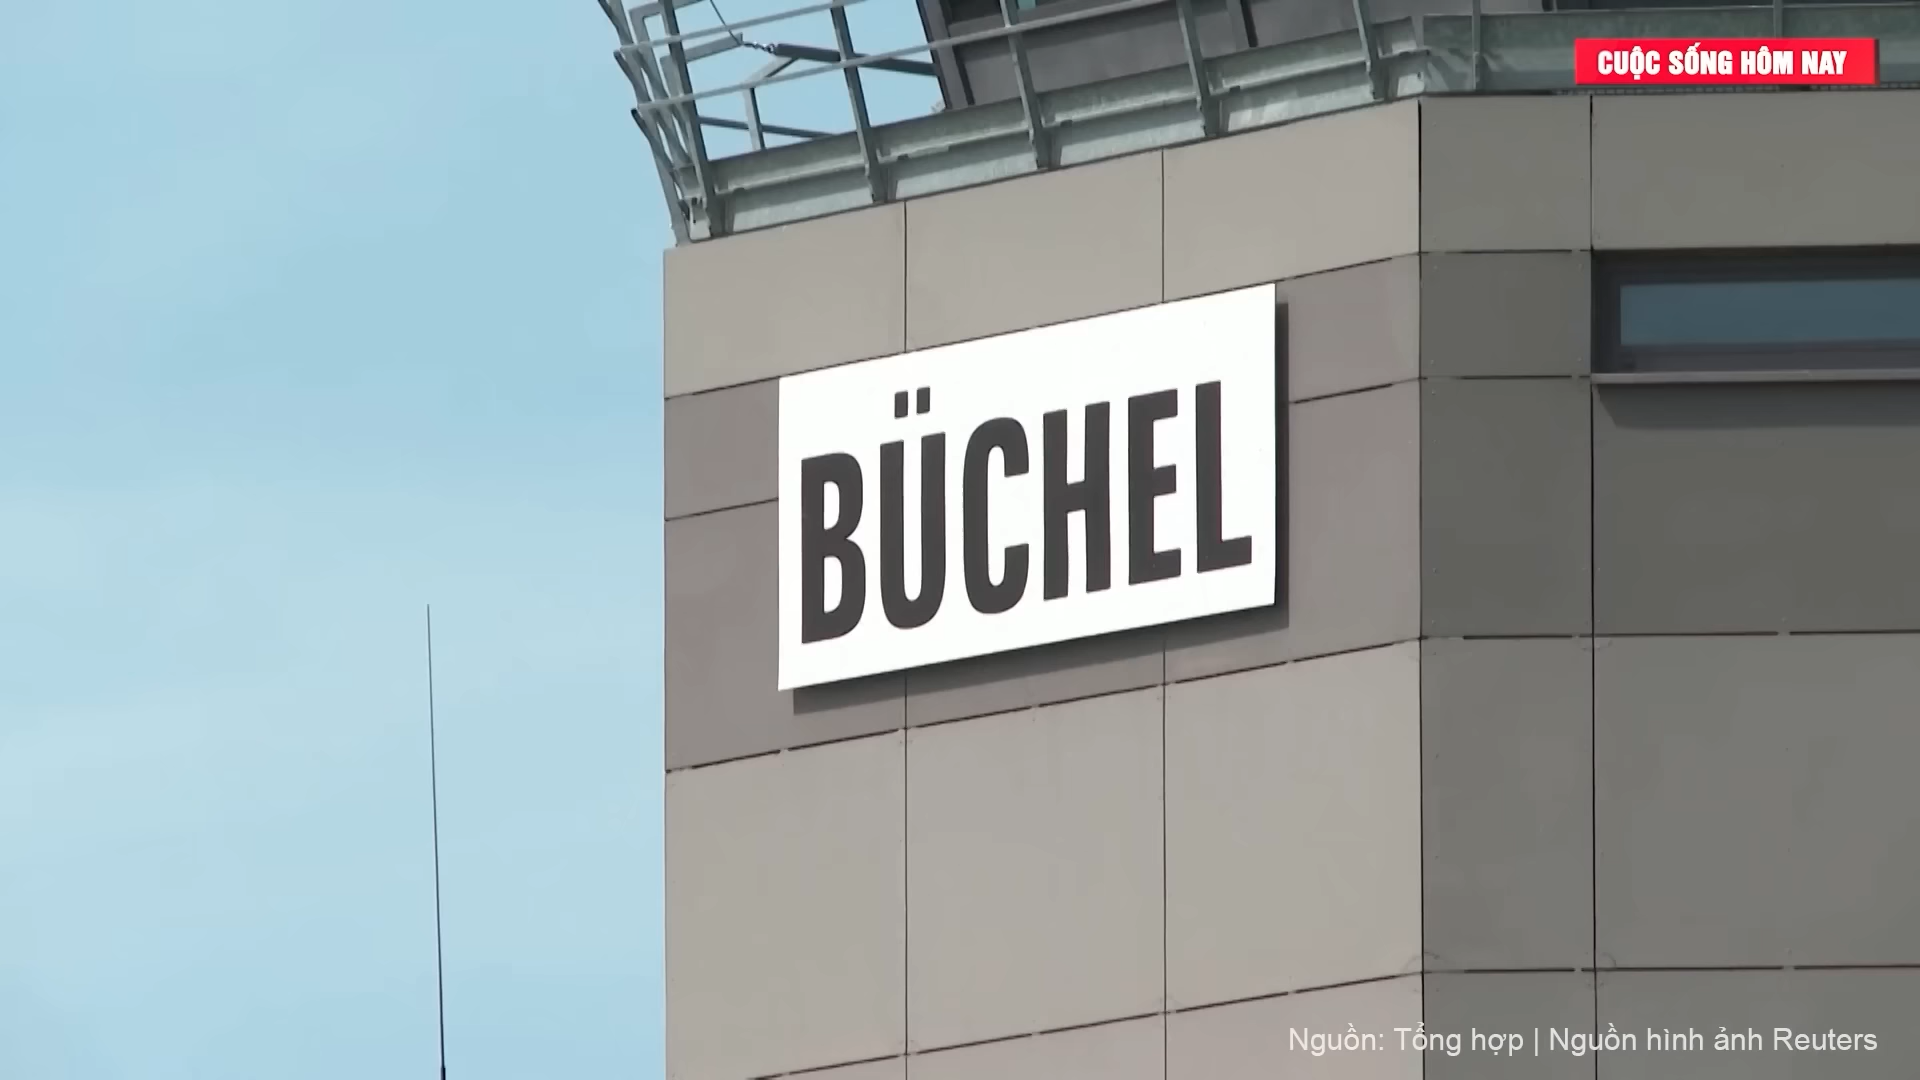 CUỘC SỐNG HÔM NAY
BÜCHEL
Nguồn: Tổng hợp | Nguồn hình ảnh Reuters